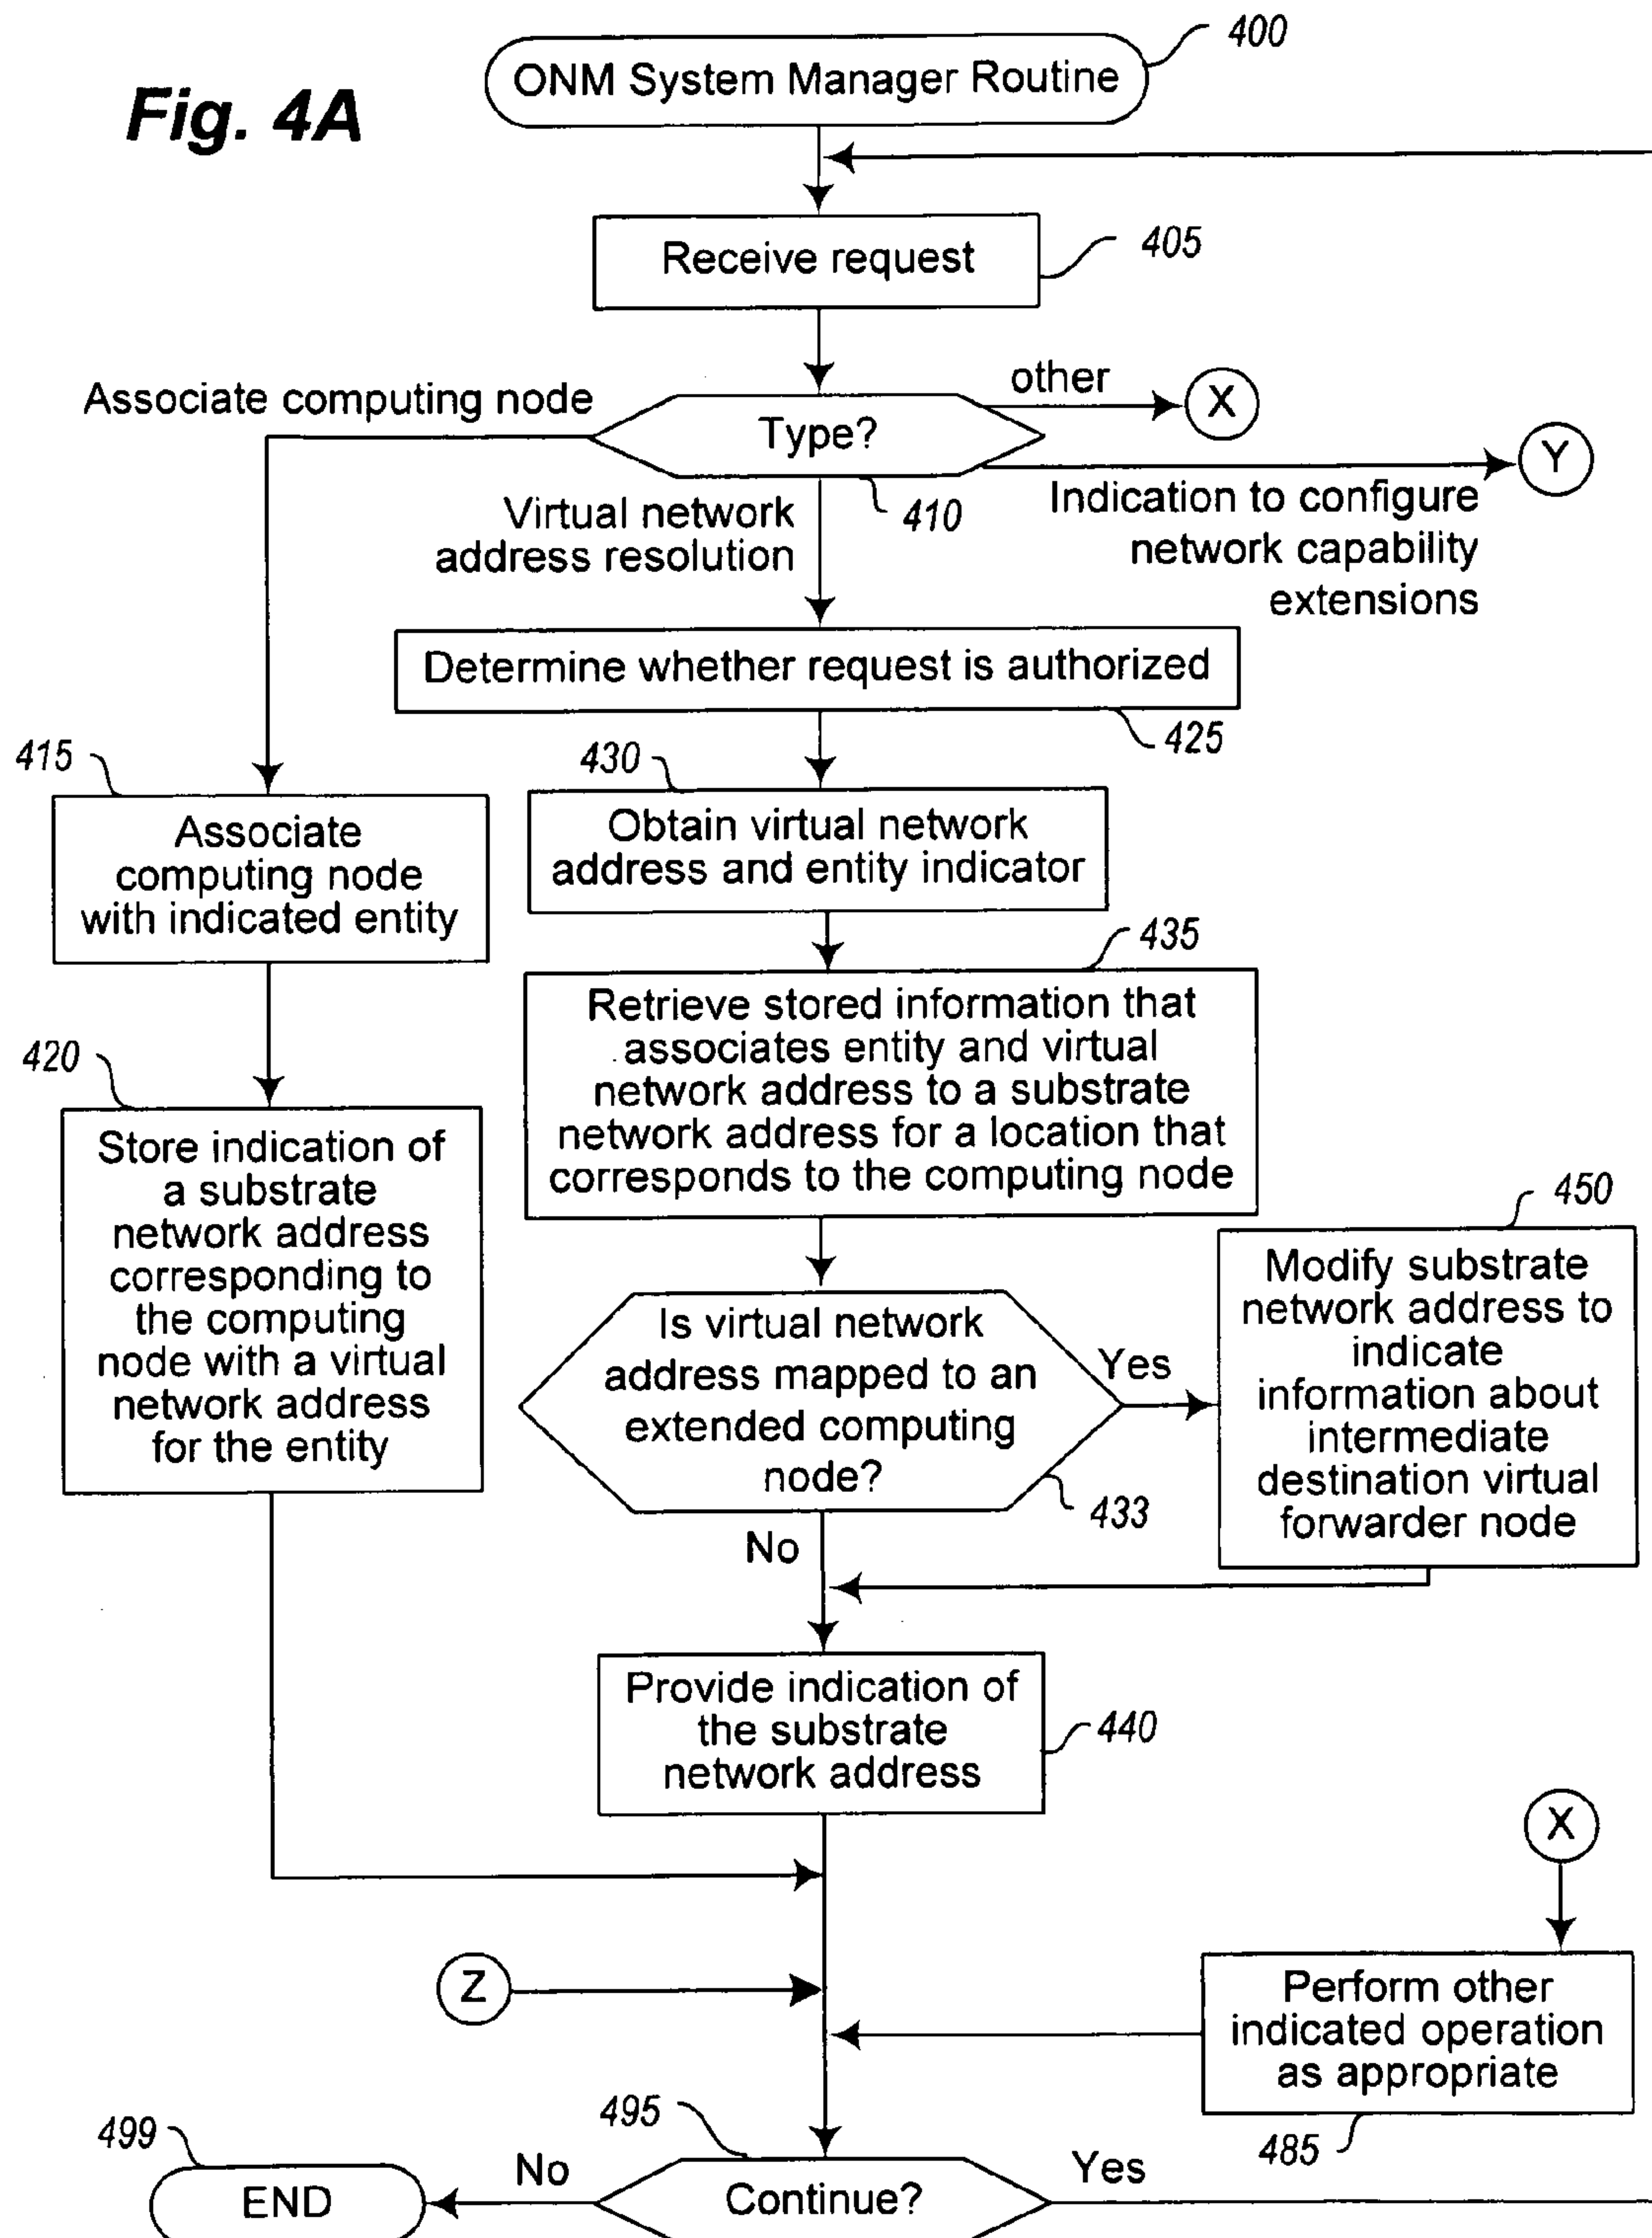 Fig. 4A
ONM System Manager Routine
400
Receive request
405
Associate computing node
other
X
Type?
Y
410
Virtual network
address resolution
Indication to configure
network capability
extensions
Determine whether request is authorized
425
415
Associate
computing node
with indicated entity
430
Obtain virtual network
address and entity indicator
435
Retrieve stored information that
associates entity and virtual
network address to a substrate
network address for a location that
corresponds to the computing node
420
Store indication of
a substrate
network address
corresponding to
the computing
node with a virtual
network address
for the entity
450
Modify substrate
network address to
indicate
information about
intermediate
destination virtual
forwarder node
Is virtual network
address mapped to an
extended computing
node?
Yes
433
No
Provide indication of
the substrate
network address
440
X
Z
Perform other
indicated operation
as appropriate
485
495
499
No
Yes
Continue?
END